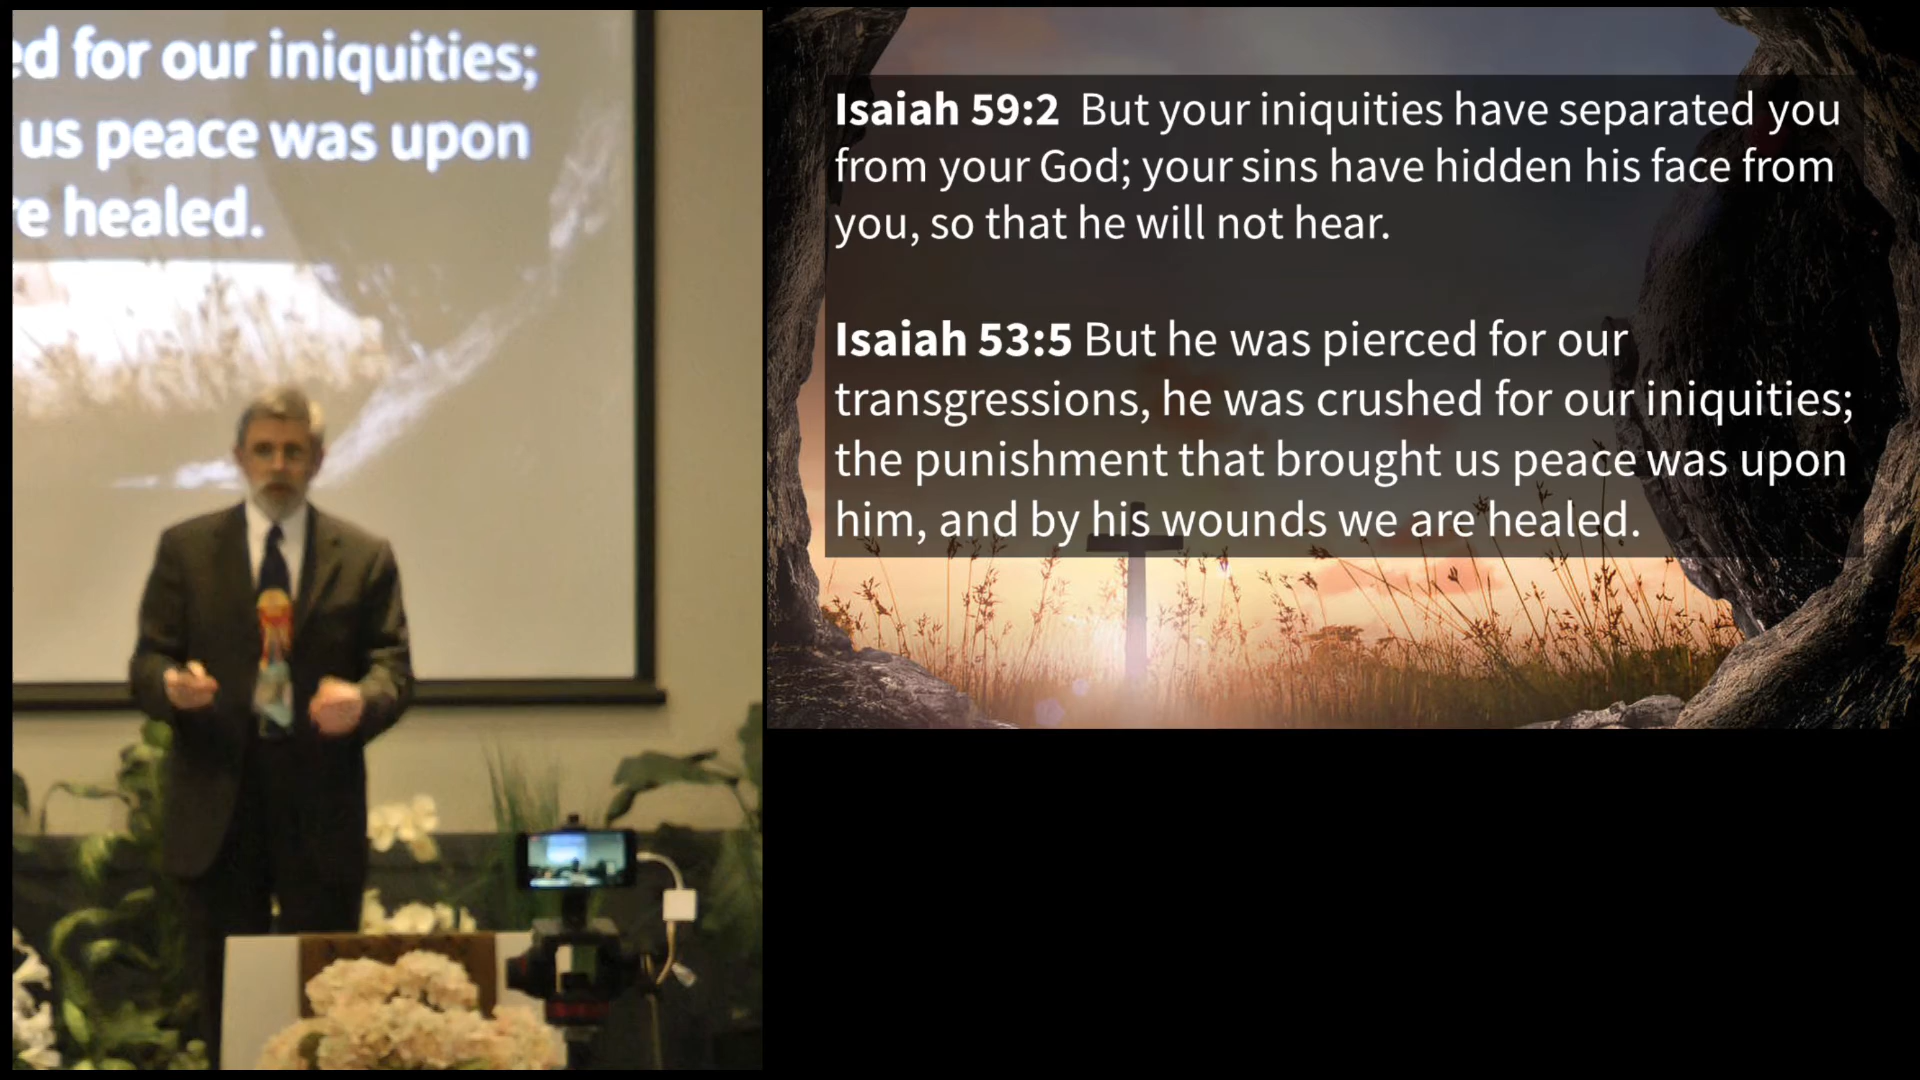 ed for our iniquities;
us peace was upon
re healed.
Isaiah 59:2 But your iniquities have separated you
from your God; your sins have hidden his face from
you, so that he will not hear.
Isaiah 53:5 But he was pierced for our
transgressions, he was crushed for our iniquities;
the punishment that brought us peace was upon
him, and by his wounds we are healed.